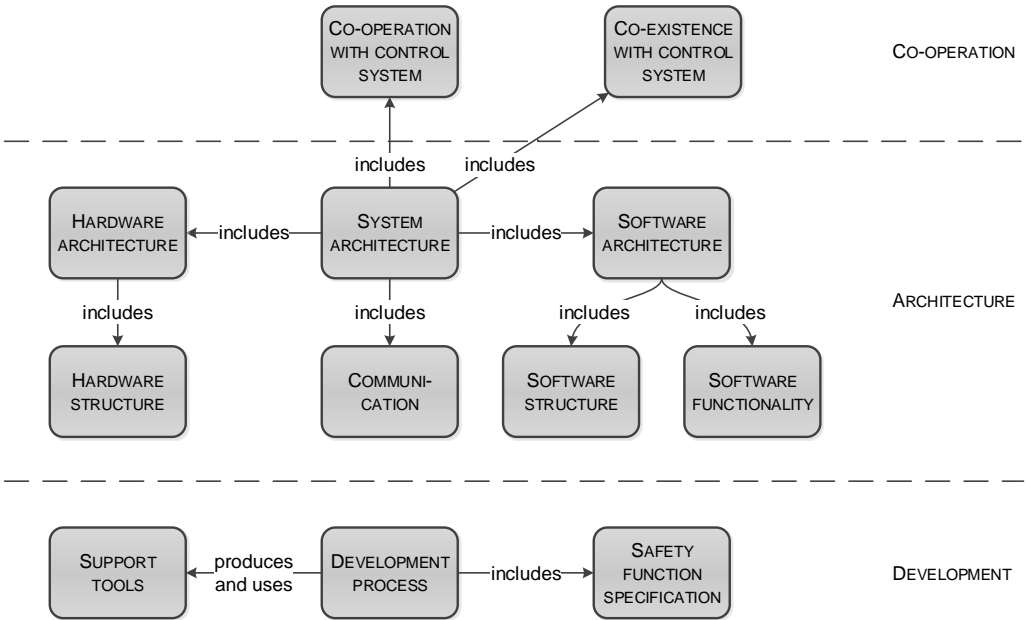 CO-OPERATION
WITH CONTROL
SYSTEM
CO-EXISTENCE
WITH CONTROL
SYSTEM
CO-OPERATION
includes
includes
HARDWARE
ARCHITECTURE
includes
SYSTEM
ARCHITECTURE
includes
SOFTWARE
ARCHITECTURE
ARCHITECTURE
includes
includes
includes
includes
HARDWARE
STRUCTURE
COMMUNI-
CATION
SOFTWARE
STRUCTURE
SOFTWARE
FUNCTIONALITY
SUPPORT
TOOLS
produces
and uses
DEVELOPMENT
PROCESS
includes
SAFETY
FUNCTION
SPECIFICATION
DEVELOPMENT